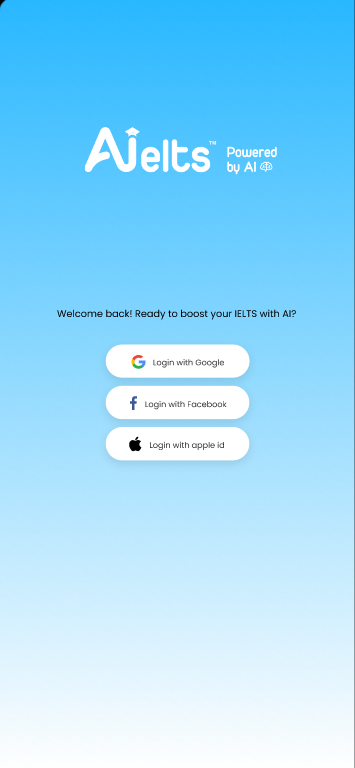 AIelts™
Powered
by AI
Welcome back! Ready to boost your IELTS with AI?
Login with Google
Login with Facebook
Login with apple id